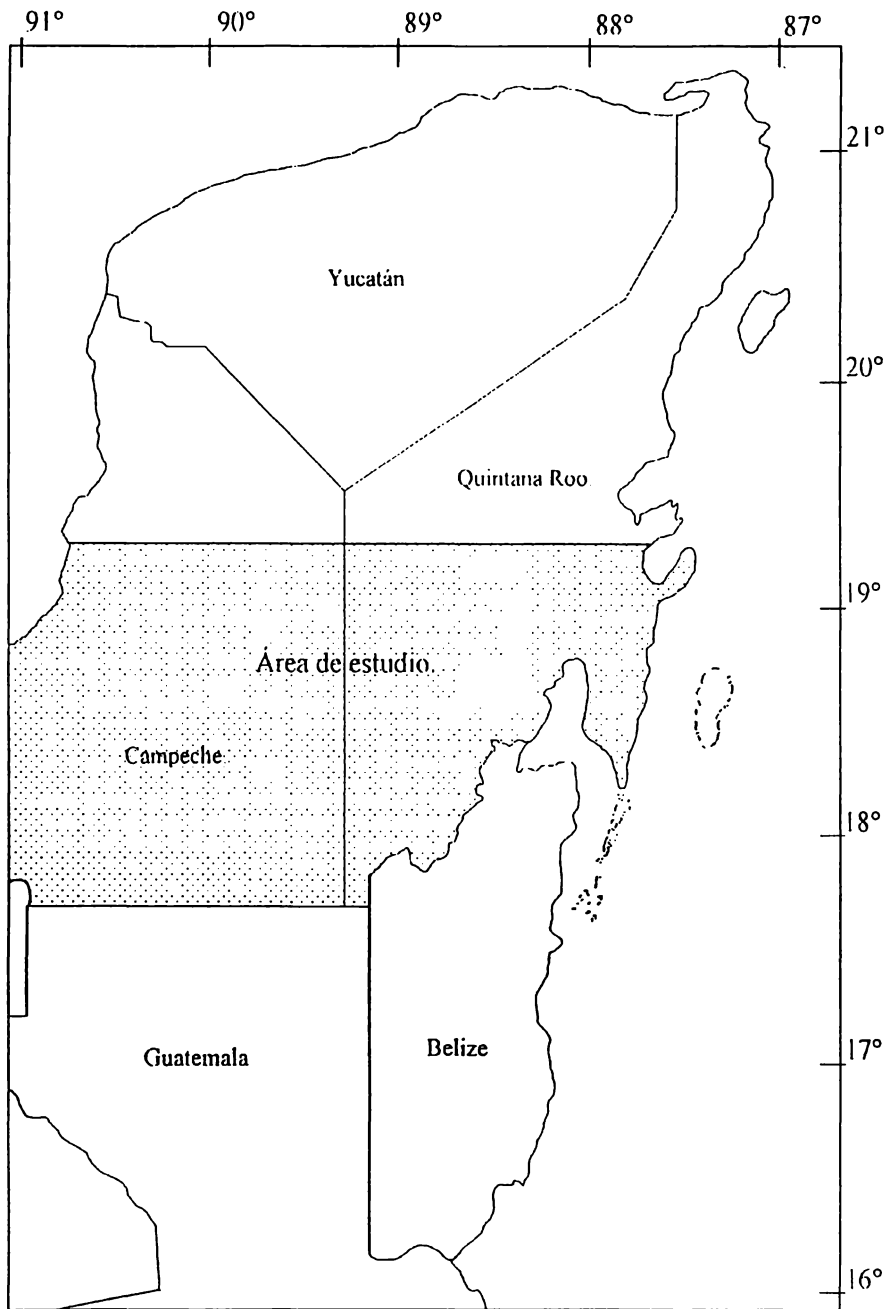 91° 90° 89° 88° 87°
21°
Yucatán
20°
Quintana Roo
19°
Área de estudio
Campeche
18°
Guatemala
Belize
17°
16°